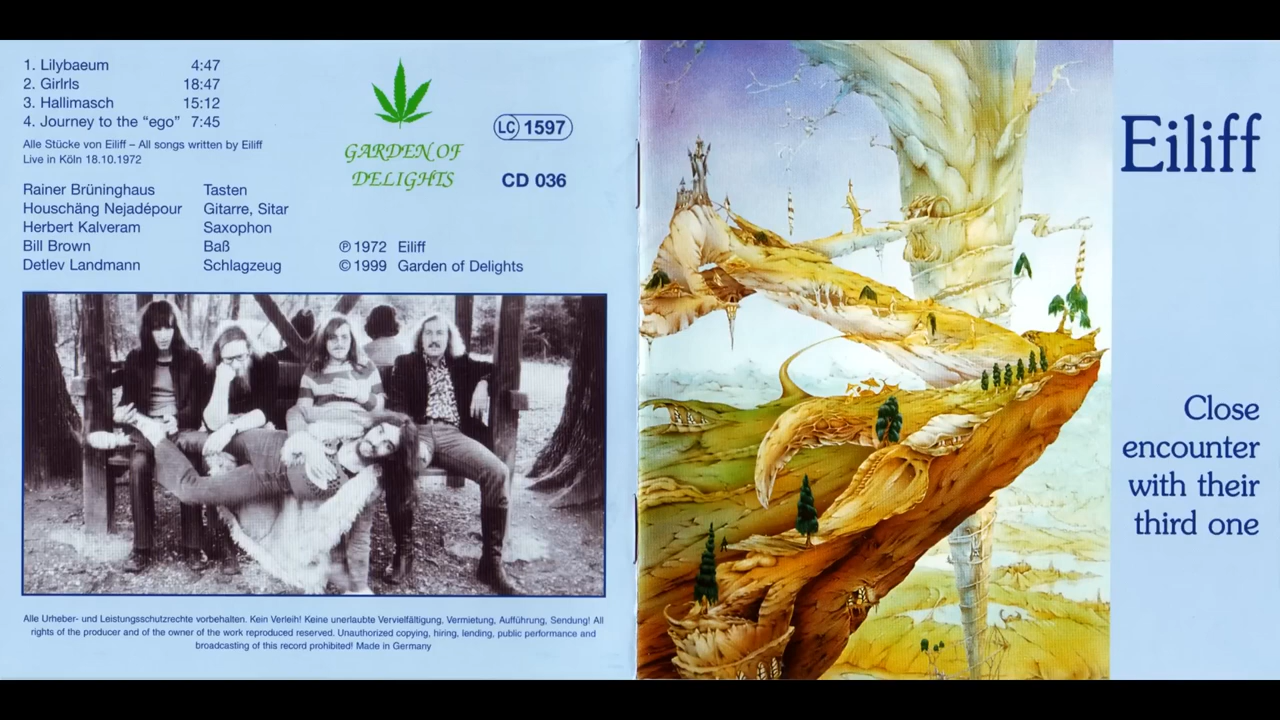 1. Lilybaeum 4:47
2. Girlrls 18:47
3. Hallimasch 15:12
4. Journey to the “ego” 7:45
Alle Stücke von Eiliff – All songs written by Eiliff
Live in Köln 18.10.1972
GARDEN OF
DELIGHTS
LC 1597
CD 036
Rainer Brüninghaus Tasten
Houschäng Nejadépour Gitarre, Sitar
Herbert Kalveram Saxophon
Bill Brown Baß
Detlev Landmann Schlagzeug
℗ 1972 Eiliff
© 1999 Garden of Delights
Alle Urheber- und Leistungsschutzrechte vorbehalten. Kein Verleih! Keine unerlaubte Vervielfältigung, Vermietung, Aufführung, Sendung! All
rights of the producer and of the owner of the work reproduced reserved. Unauthorized copying, hiring, lending, public performance and
broadcasting of this record prohibited! Made in Germany
Eiliff
Close
encounter
with their
third one